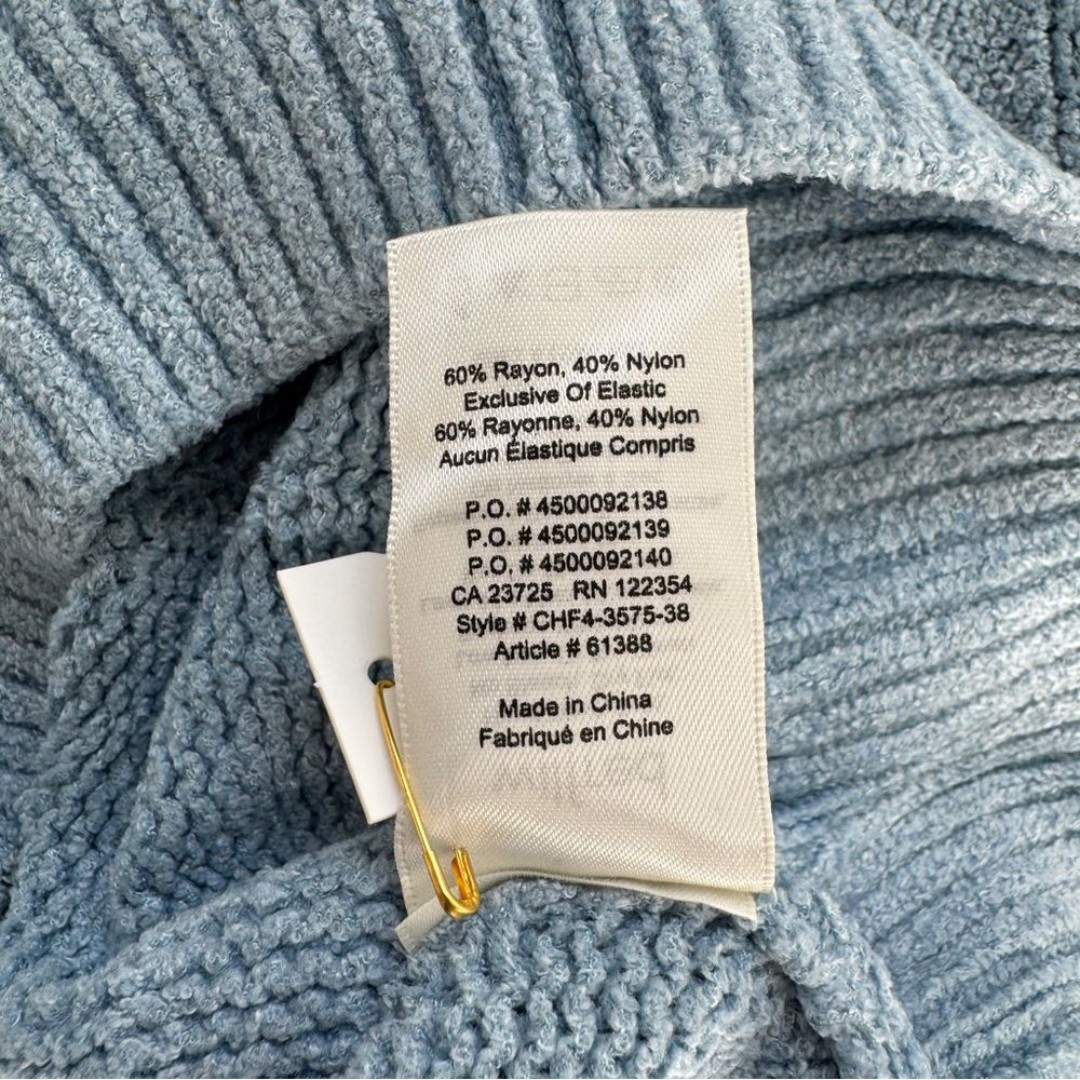 60% Rayon, 40% Nylon
Exclusive Of Elastic
60% Rayonne, 40% Nylon
Aucun Élastique Compris
P.O. # 4500092138
P.O. # 4500092139
P.O. # 4500092140
CA 23725 RN 122354
Style # CHF4-3575-38
Article # 61388
Made in China
Fabriqué en Chine